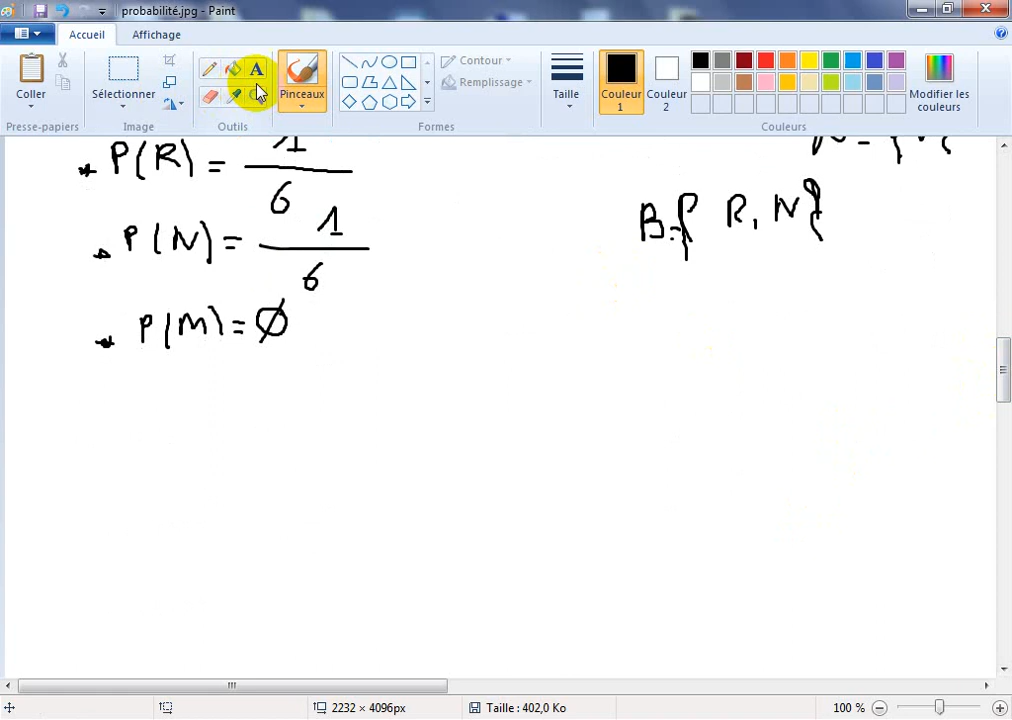 probabilité.jpg - Paint
Accueil
Affichage
Coller
Sélectionner
A
Pinceaux
Contour
Remplissage
Taille
Couleur 1
Couleur 2
Modifier les couleurs
Presse-papiers
Image
Outils
Formes
Couleurs
* P(R) = 1
6
P(N) = 1
6
* P(M) = ∅
B = { R, N }
2232 × 4096px
Taille : 402,0 Ko
100 %